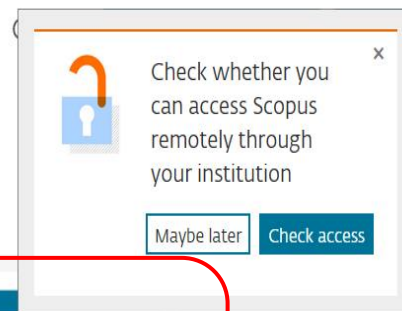 Check whether you
can access Scopus
remotely through
your institution
x
Maybe later
Check access